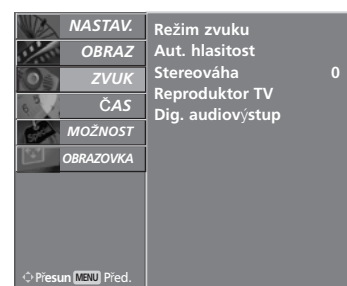 NASTAV.
OBRAZ
ZVUK
ČAS
MOŽNOST
OBRAZOVKA
Přesun MENU Před.
Režim zvuku
Aut. hlasitost
Stereováha 0
Reproduktor TV
Dig. audiovýstup